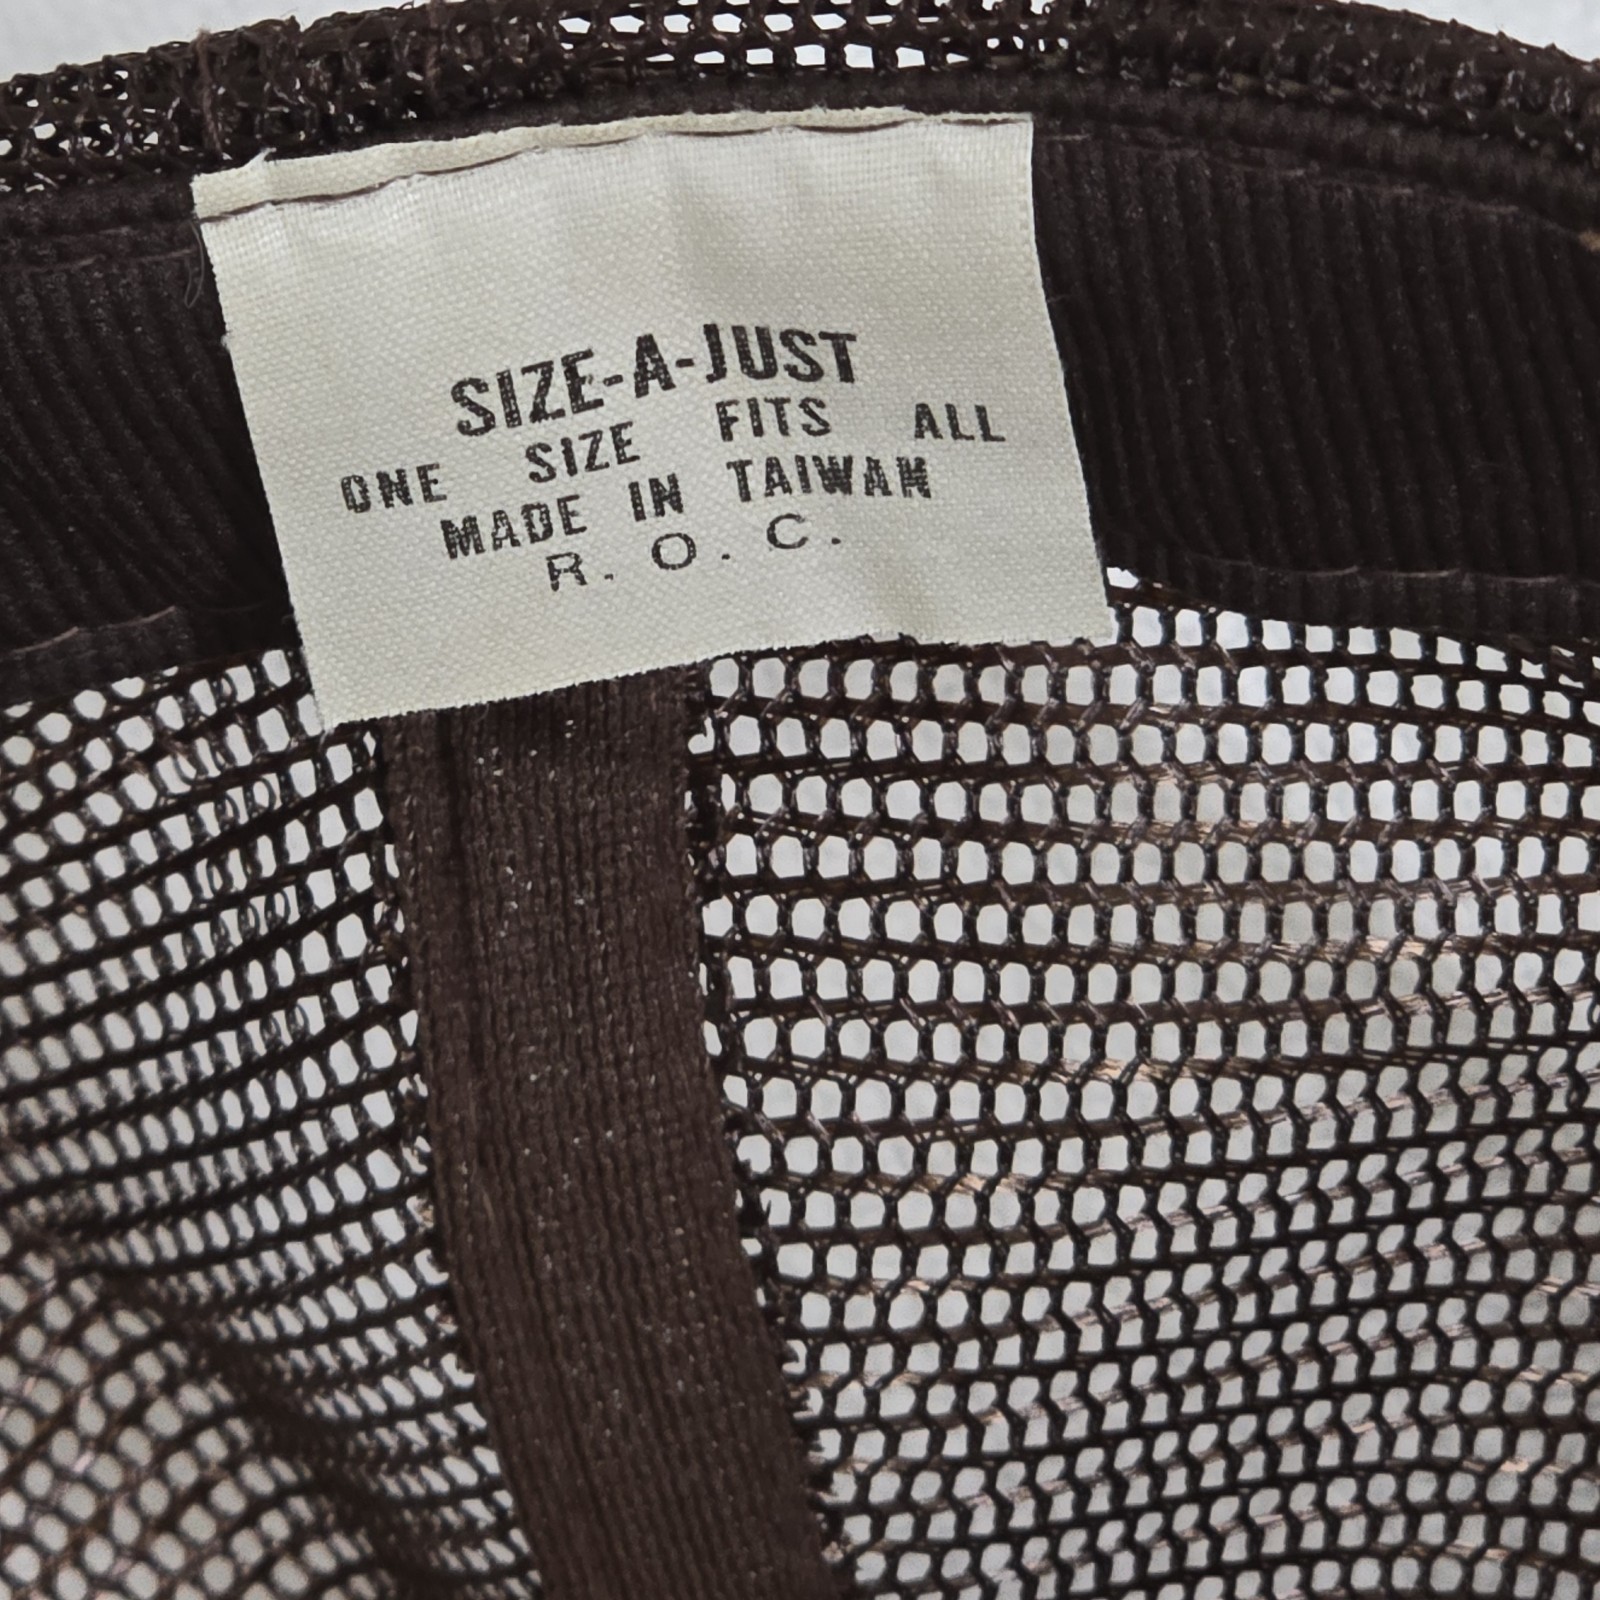 SIZE-A-JUST
ONE SIZE FITS ALL
MADE IN TAIWAN
R. O. C.